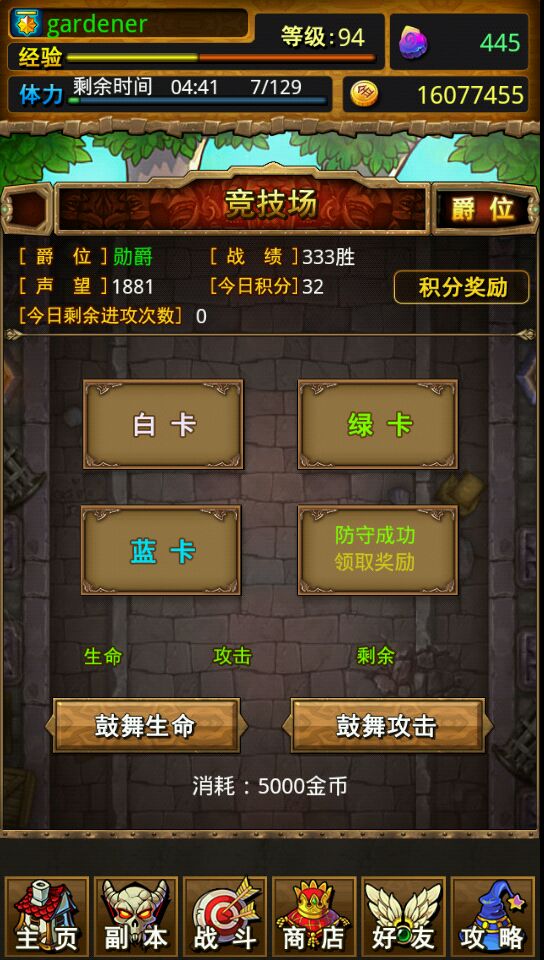 gardener
等级:94
445
经验
体力 剩余时间 04:41 7/129
16077455
竞技场
爵 位
[ 爵 位 ]勋爵 [ 战 绩 ]333胜
[ 声 望 ]1881 [今日积分]32
积分奖励
[今日剩余进攻次数] 0
白 卡 绿 卡
蓝 卡
防守成功
领取奖励
生命 攻击 剩余
鼓舞生命 鼓舞攻击
消耗：5000金币
主 页 副 本 战 斗 商 店 好 友 攻 略